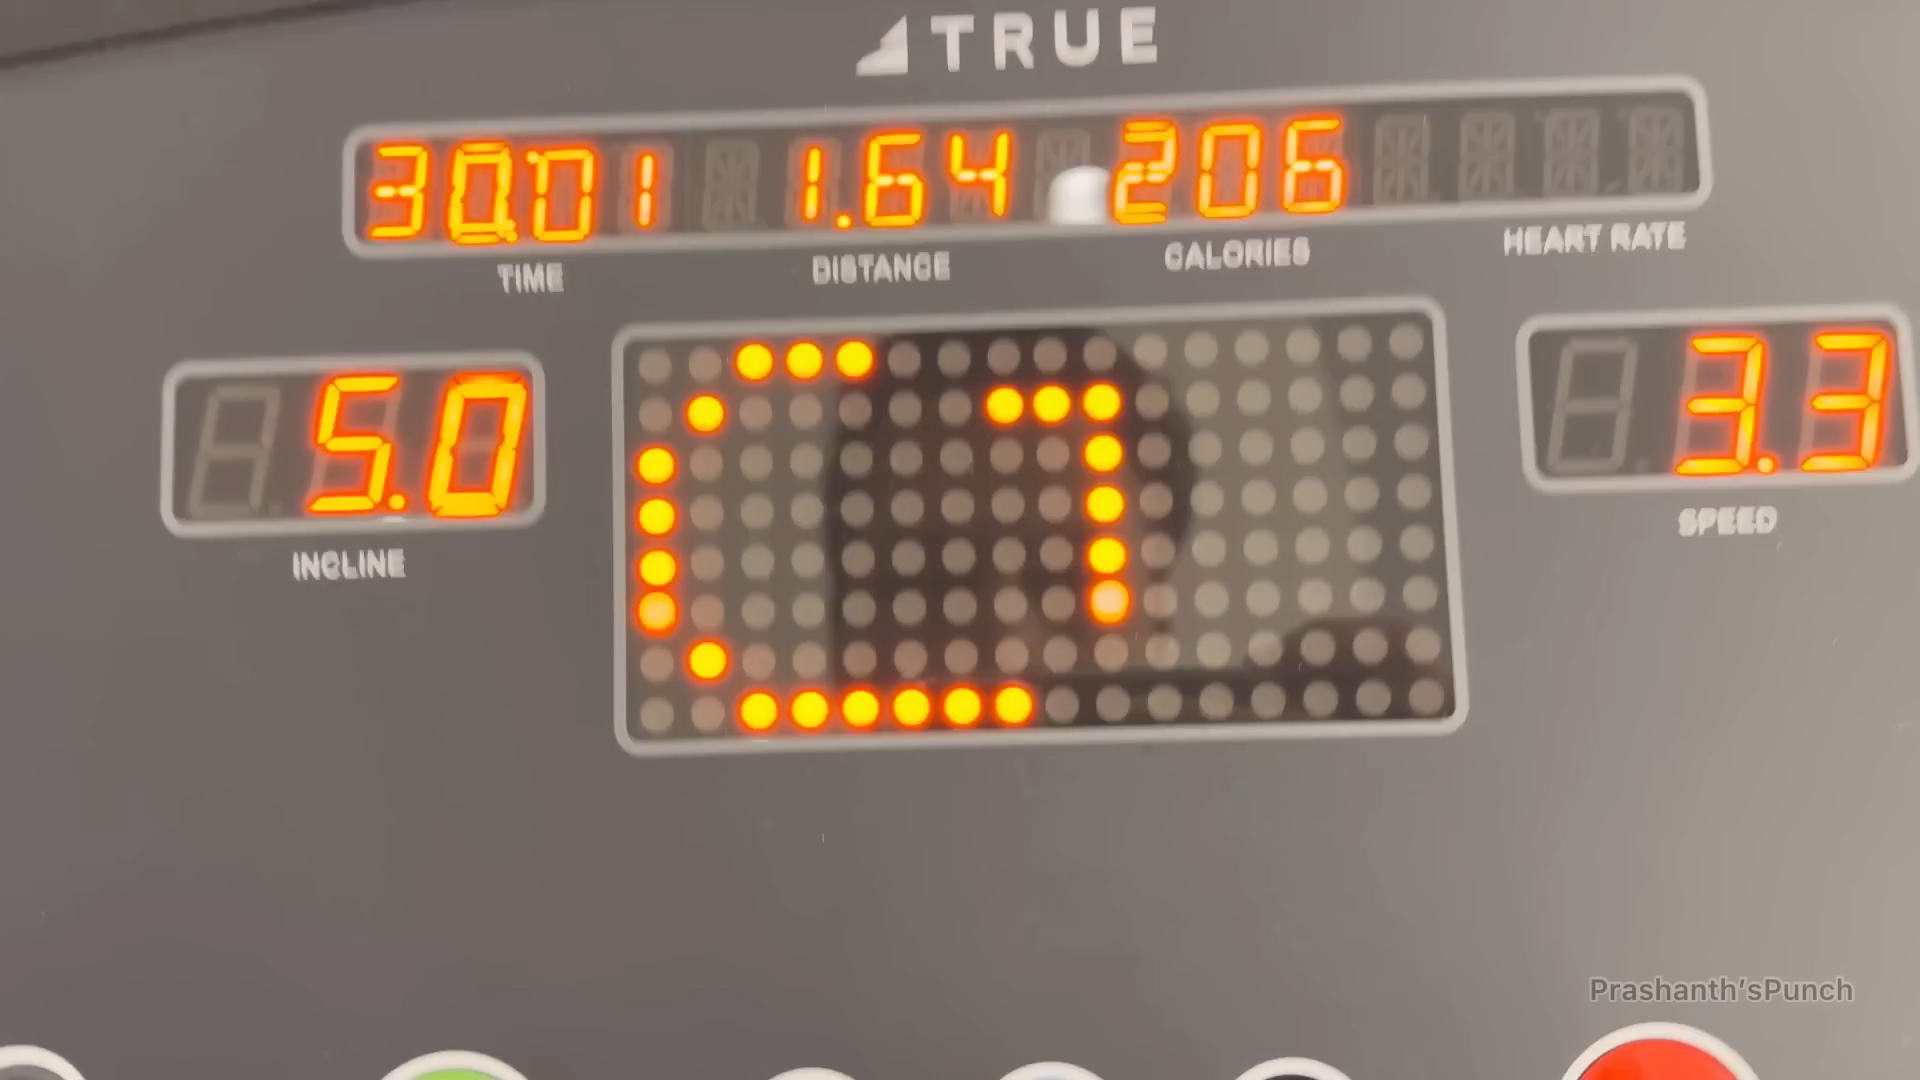 TRUE
30:01 1.64 206
TIME DISTANCE CALORIES HEART RATE
5.0 3.3
INCLINE SPEED
Prashanth'sPunch